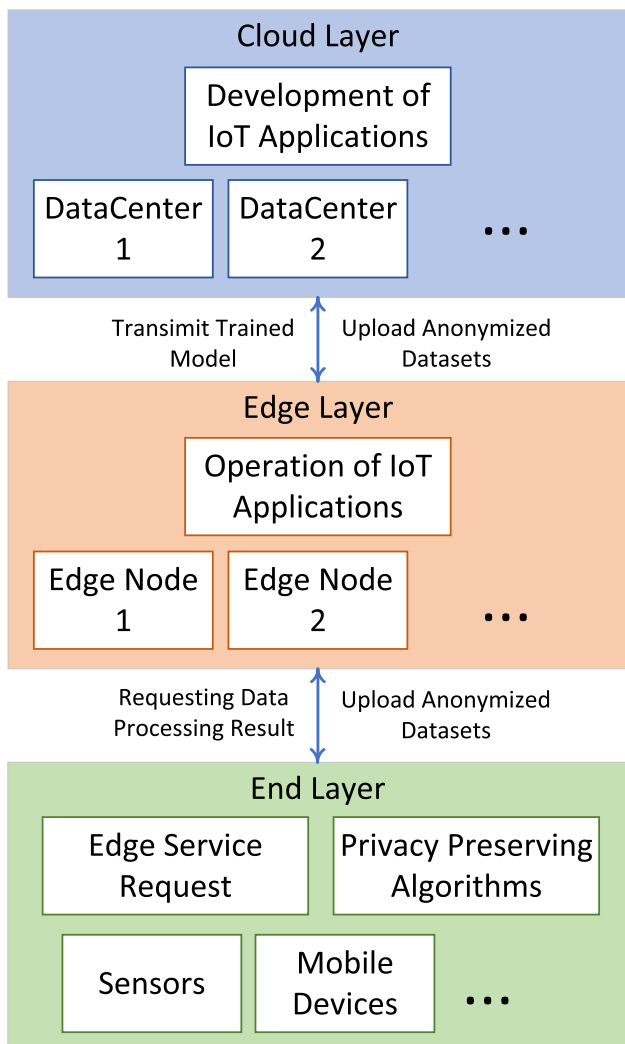 Cloud Layer
Development of
IoT Applications
DataCenter
1
DataCenter
2
...
Transimit Trained
Model
Upload Anonymized
Datasets
Edge Layer
Operation of IoT
Applications
Edge Node
1
Edge Node
2
...
Requesting Data
Processing Result
Upload Anonymized
Datasets
End Layer
Edge Service
Request
Privacy Preserving
Algorithms
Sensors
Mobile
Devices
...